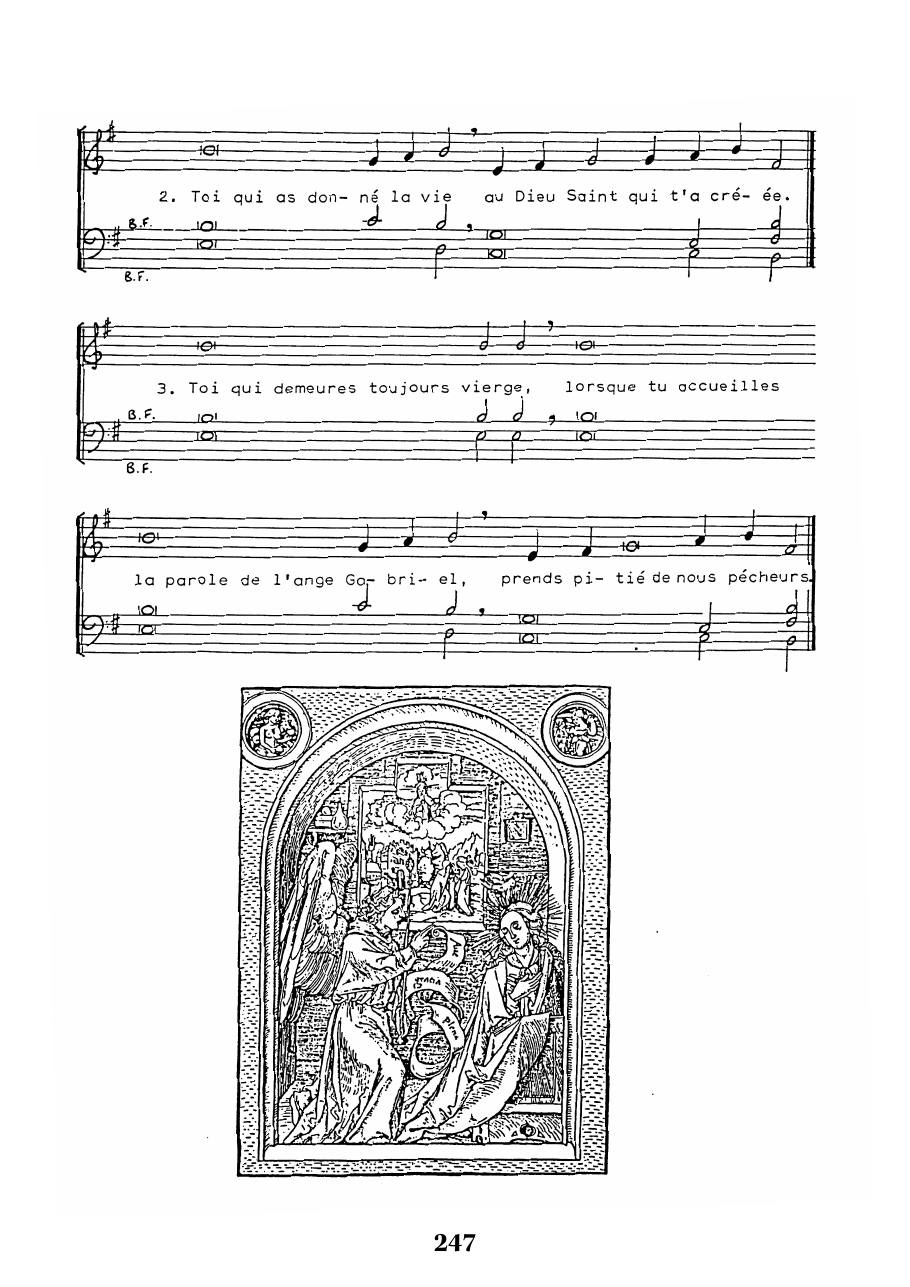 2. Toi qui as don- né la vie au Dieu Saint qui t'a cré- ée.
B.F.
B.F.
3. Toi qui demeures toujours vierge, lorsque tu accueilles
B.F.
B.F.
la parole de l'ange Ga- bri- el, prends pi- tié de nous pécheurs.
247